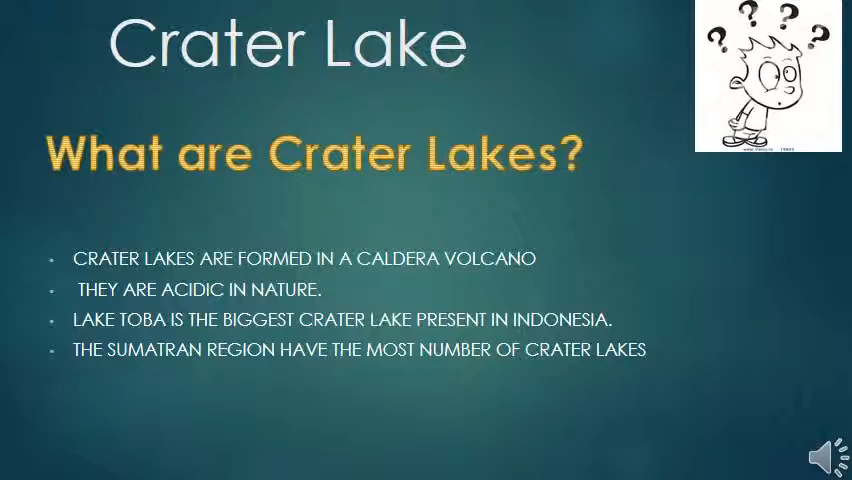 Crater Lake
What are Crater Lakes?
CRATER LAKES ARE FORMED IN A CALDERA VOLCANO
THEY ARE ACIDIC IN NATURE.
LAKE TOBA IS THE BIGGEST CRATER LAKE PRESENT IN INDONESIA.
THE SUMATRAN REGION HAVE THE MOST NUMBER OF CRATER LAKES